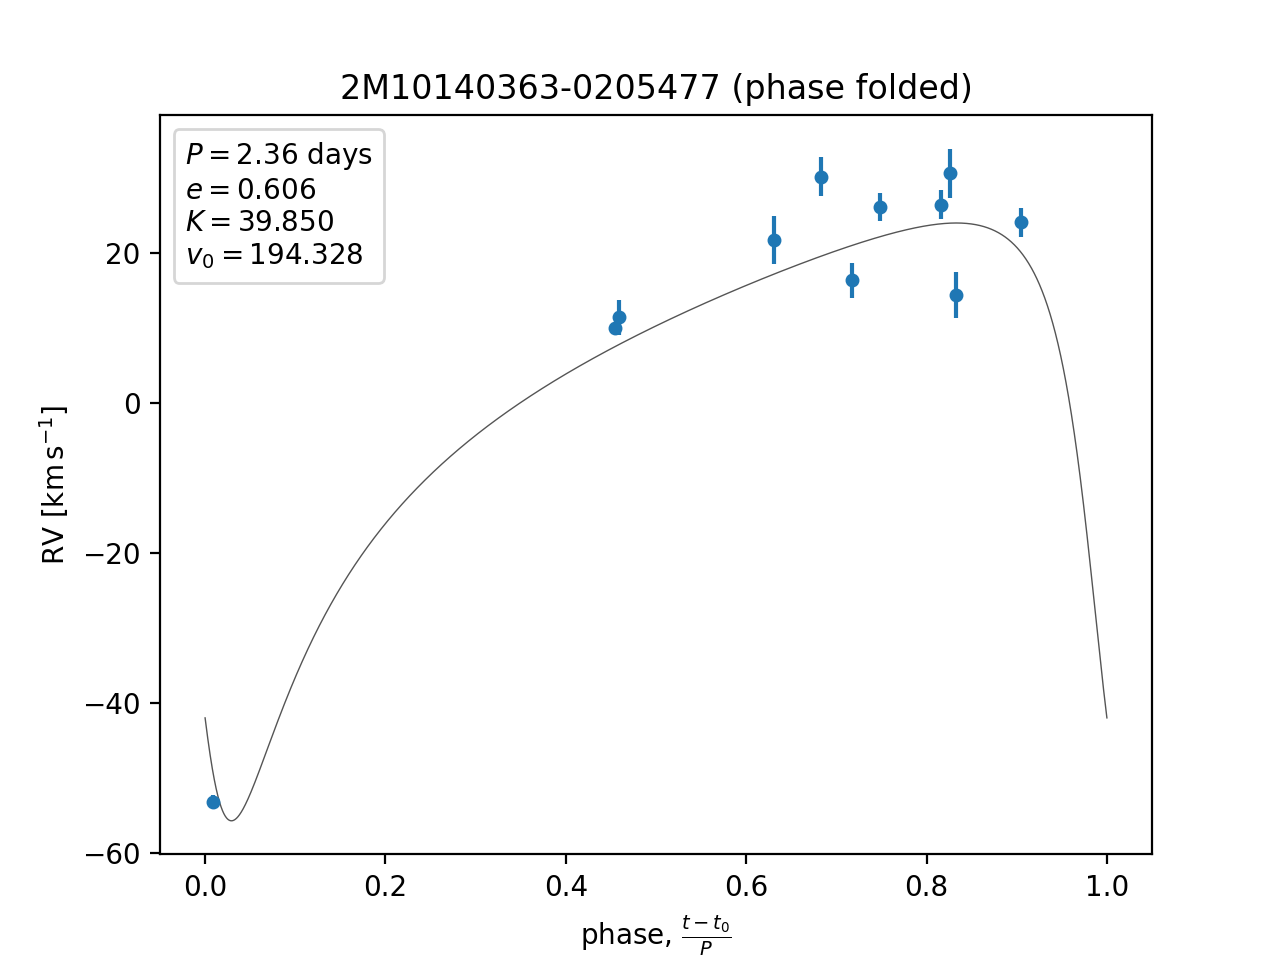 2M10140363-0205477 (phase folded)
P = 2.36 days
e = 0.606
K = 39.850
v₀ = 194.328
20
0
−20
−40
−60
RV [km s⁻¹]
0.0 0.2 0.4 0.6 0.8 1.0
phase, (t − t₀)/P